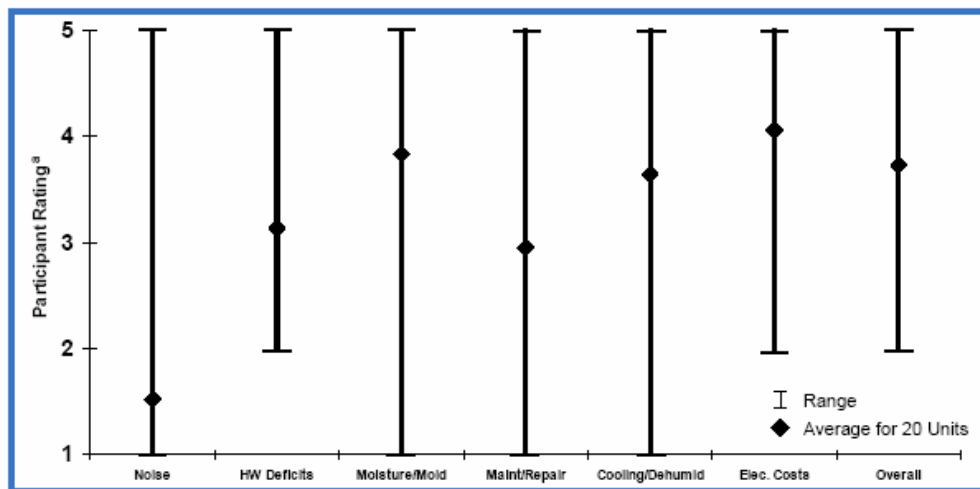 Participant Rating a
5
4
3
2
1
Range
Average for 20 Units
Noise HW Deficits Moisture/Mold Maint/Repair Cooling/Dehumid Elec. Costs Overall